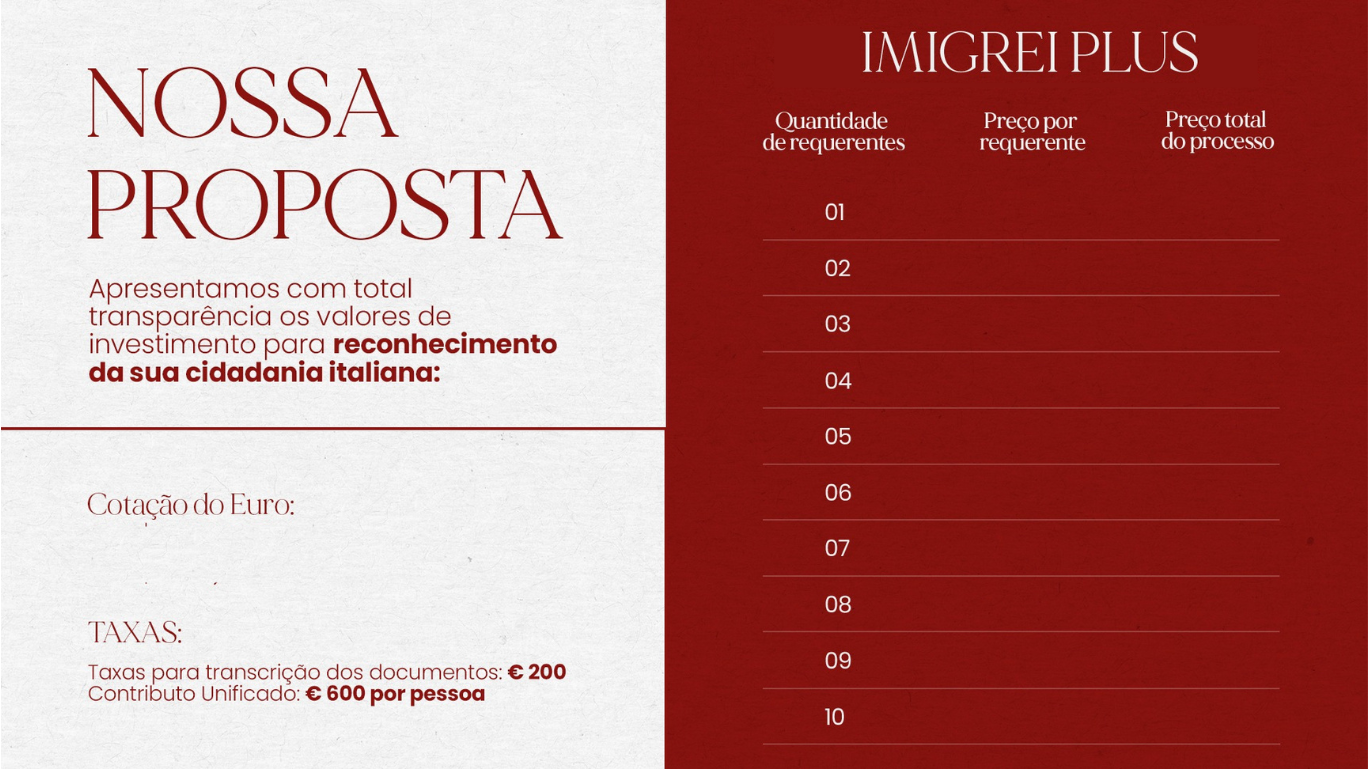 NOSSA
PROPOSTA
Apresentamos com total
transparência os valores de
investimento para reconhecimento
da sua cidadania italiana:
Cotação do Euro:
TAXAS:
Taxas para transcrição dos documentos: € 200
Contributo Unificado: € 600 por pessoa
IMIGREI PLUS
Quantidade de requerentes
Preço por requerente
Preço total do processo
01
02
03
04
05
06
07
08
09
10